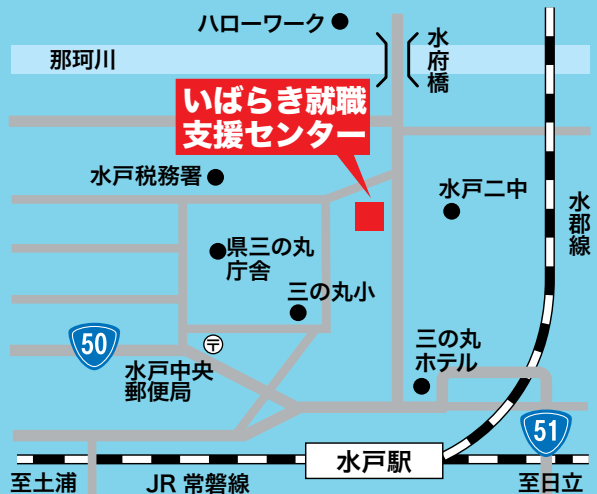 ハローワーク
那珂川
水府橋
いばらき就職
支援センター
水戸税務署
水戸二中
水郡線
県三の丸
庁舎
三の丸小
50
〒
水戸中央
郵便局
三の丸
ホテル
51
水戸駅
至土浦
JR 常磐線
至日立